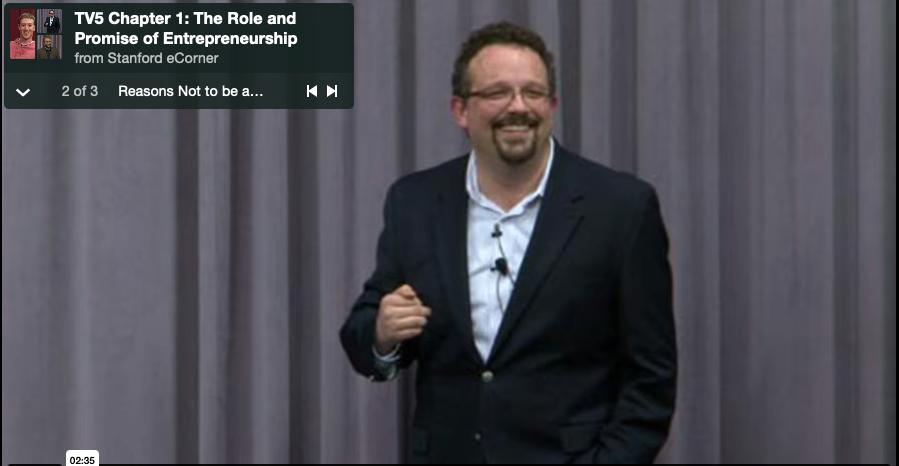 TV5 Chapter 1: The Role and
Promise of Entrepreneurship
from Stanford eCorner
2 of 3 Reasons Not to be a...
02:35